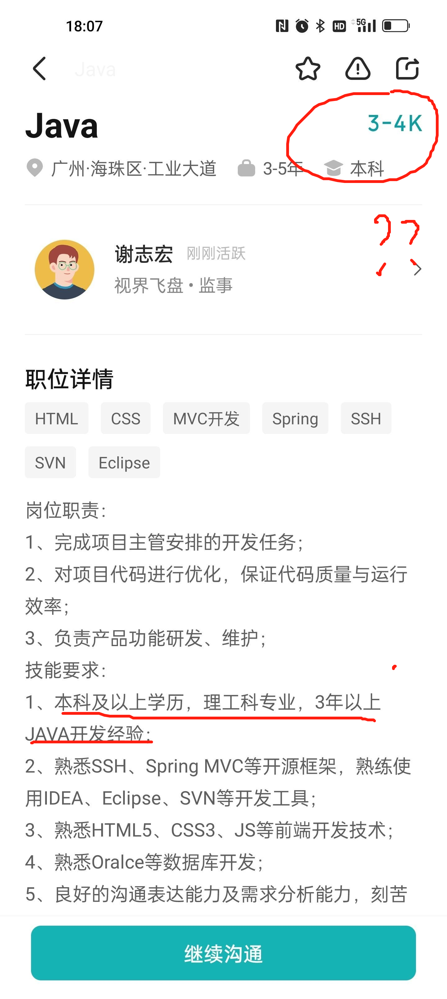 18:07
HD 5G
Java
Java
3-4K
广州·海珠区·工业大道 3-5年 本科
??
谢志宏 刚刚活跃
视界飞盘 • 监事
职位详情
HTML CSS MVC开发 Spring SSH
SVN Eclipse
岗位职责：
1、完成项目主管安排的开发任务；
2、对项目代码进行优化，保证代码质量与运行
效率；
3、负责产品功能研发、维护；
技能要求：
1、本科及以上学历，理工科专业，3年以上
JAVA开发经验；
2、熟悉SSH、Spring MVC等开源框架，熟练使
用IDEA、Eclipse、SVN等开发工具；
3、熟悉HTML5、CSS3、JS等前端开发技术；
4、熟悉Oralce等数据库开发；
5、良好的沟通表达能力及需求分析能力，刻苦
继续沟通